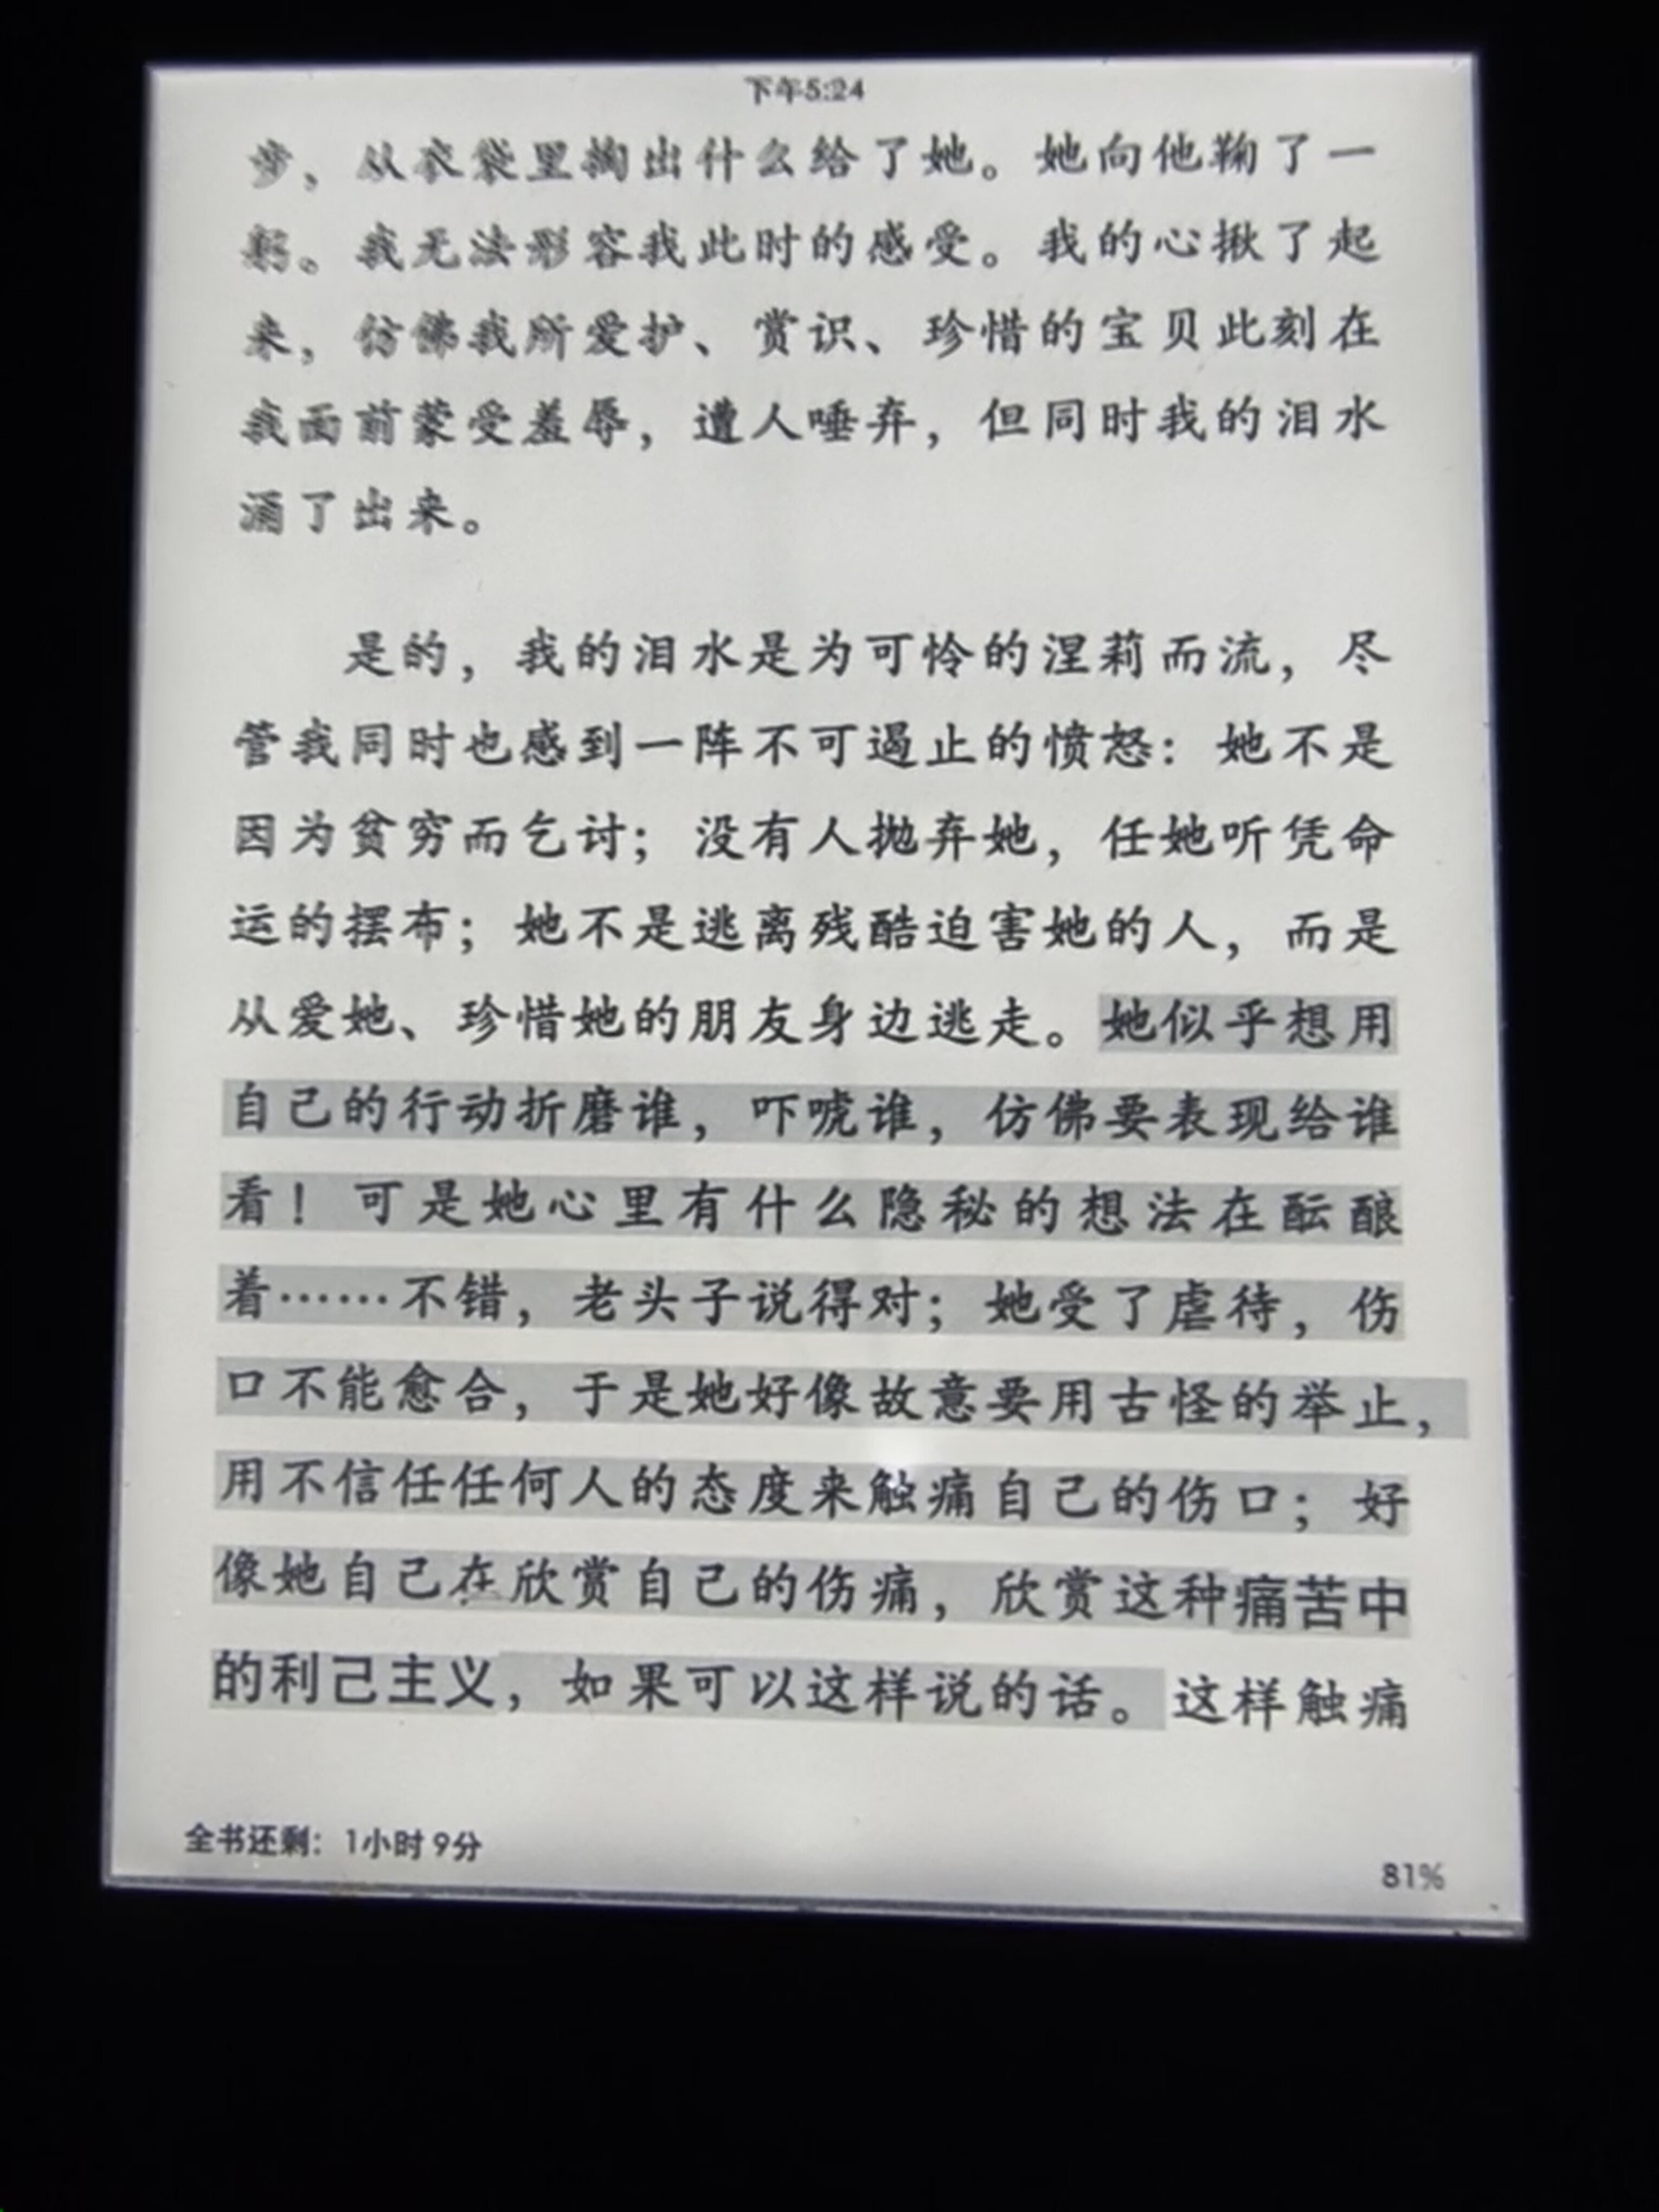 下午5:24
步，从衣袋里掏出什么给了她。她向他鞠了一
躬。我无法形容我此时的感受。我的心揪了起
来，仿佛我所爱护、赏识、珍惜的宝贝此刻在
我面前蒙受羞辱，遭人唾弃，但同时我的泪水
涌了出来。
是的，我的泪水是为可怜的涅莉而流，尽
管我同时也感到一阵不可遏止的愤怒：她不是
因为贫穷而乞讨；没有人抛弃她，任她听凭命
运的摆布；她不是逃离残酷迫害她的人，而是
从爱她、珍惜她的朋友身边逃走。她似乎想用
自己的行动折磨谁，吓唬谁，仿佛要表现给谁
看！可是她心里有什么隐秘的想法在酝酿
着……不错，老头子说得对；她受了虐待，伤
口不能愈合，于是她好像故意要用古怪的举止，
用不信任任何人的态度来触痛自己的伤口；好
像她自己在欣赏自己的伤痛，欣赏这种痛苦中
的利己主义，如果可以这样说的话。这样触痛
全书还剩：1小时9分
81%